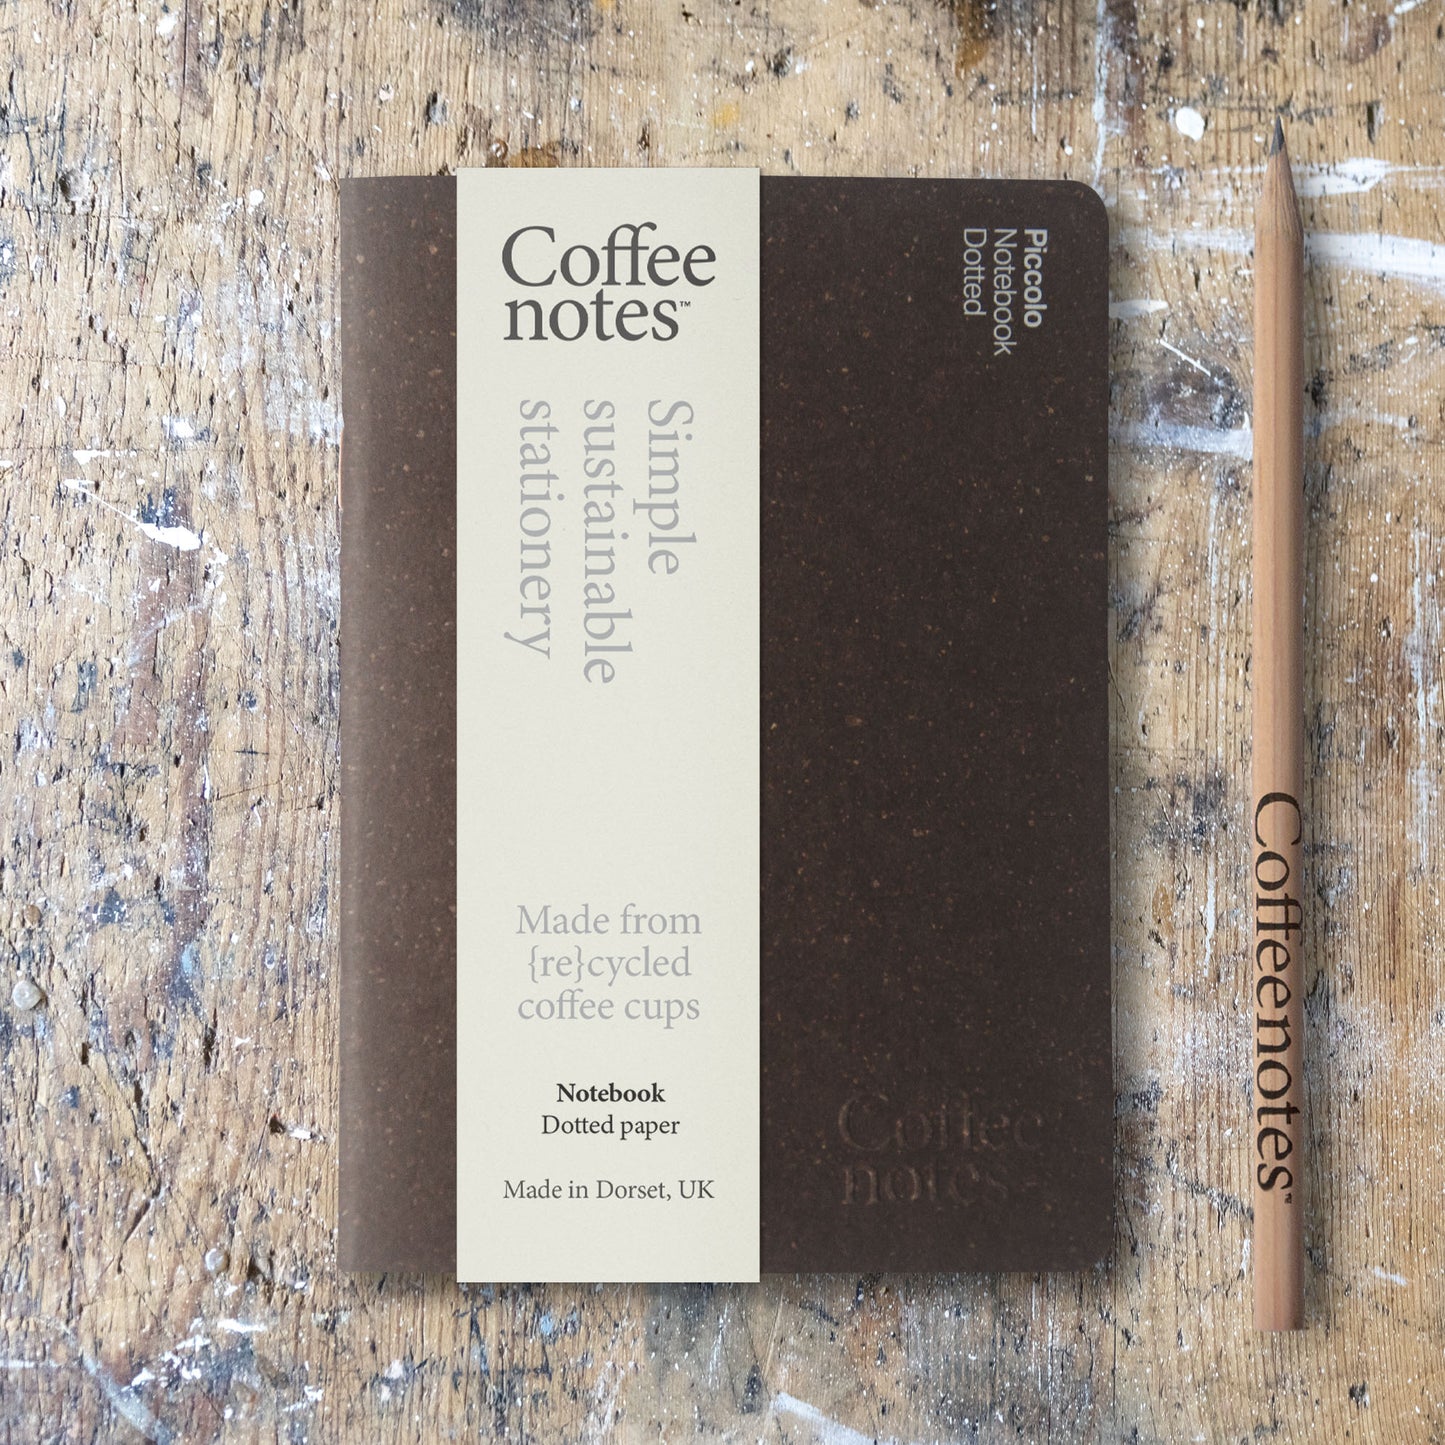 Coffee
notes™
Simple
sustainable
stationery
Made from
{re}cycled
coffee cups
Notebook
Dotted paper
Made in Dorset, UK
Piccolo
Notebook
Dotted
Coffee
notes
Coffeenotes™